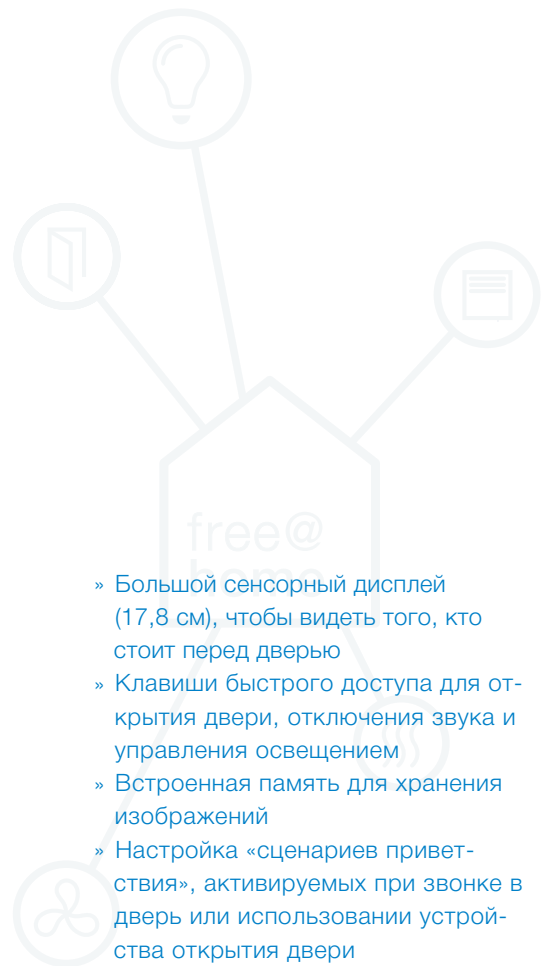 free@
home
» Большой сенсорный дисплей
(17,8 см), чтобы видеть того, кто
стоит перед дверью
» Клавиши быстрого доступа для от-
крытия двери, отключения звука и
управления освещением
» Встроенная память для хранения
изображений
» Настройка «сценариев привет-
ствия», активируемых при звонке в
дверь или использовании устрой-
ства открытия двери